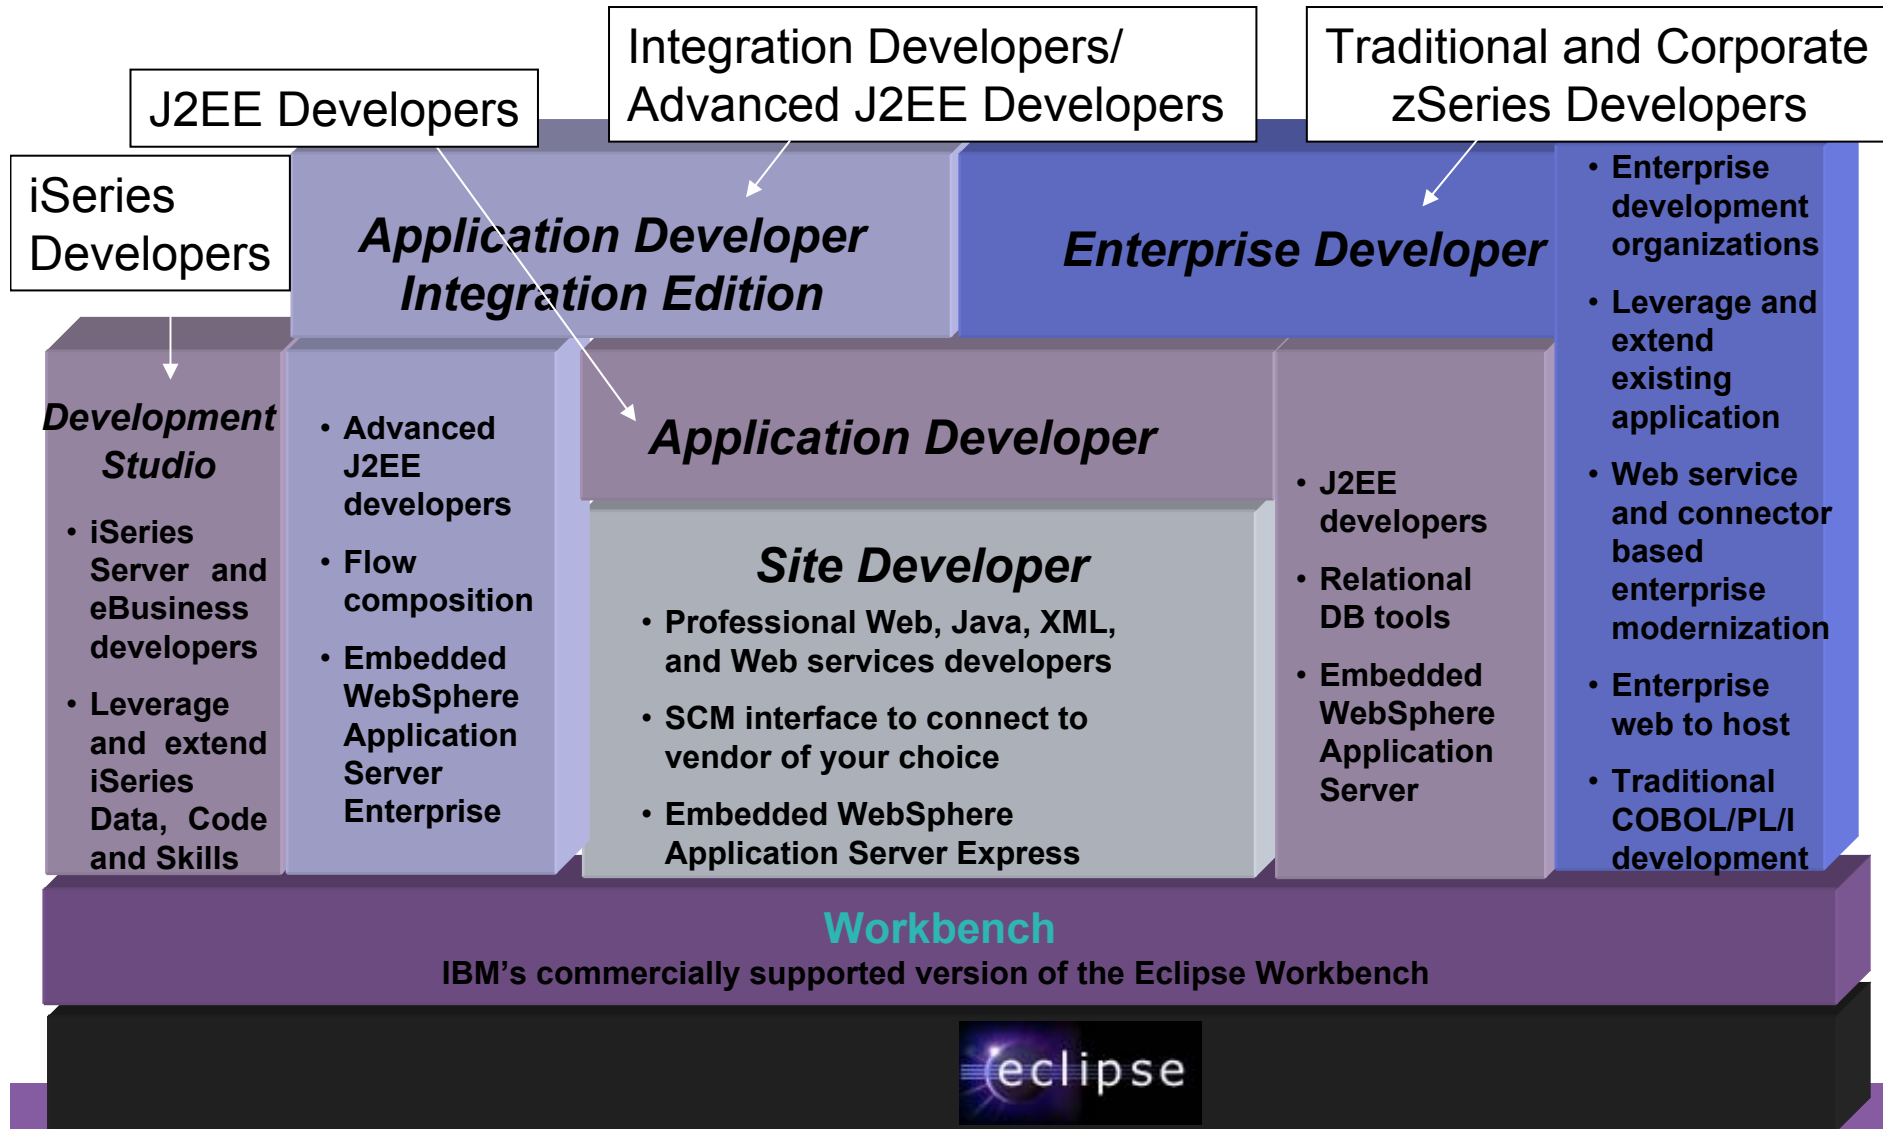 Integration Developers/
Advanced J2EE Developers
Traditional and Corporate
zSeries Developers
J2EE Developers
iSeries
Developers
Application Developer
Integration Edition
Enterprise Developer
• Enterprise
development
organizations
• Leverage and
extend
existing
application
• Web service
and connector
based
enterprise
modernization
• Enterprise
web to host
• Traditional
COBOL/PL/I
development
Development
Studio
• iSeries
Server and
eBusiness
developers
• Leverage
and extend
iSeries
Data, Code
and Skills
• Advanced
J2EE
developers
• Flow
composition
• Embedded
WebSphere
Application
Server
Enterprise
Application Developer
Site Developer
• Professional Web, Java, XML,
and Web services developers
• SCM interface to connect to
vendor of your choice
• Embedded WebSphere
Application Server Express
• J2EE
developers
• Relational
DB tools
• Embedded
WebSphere
Application
Server
Workbench
IBM’s commercially supported version of the Eclipse Workbench
eclipse